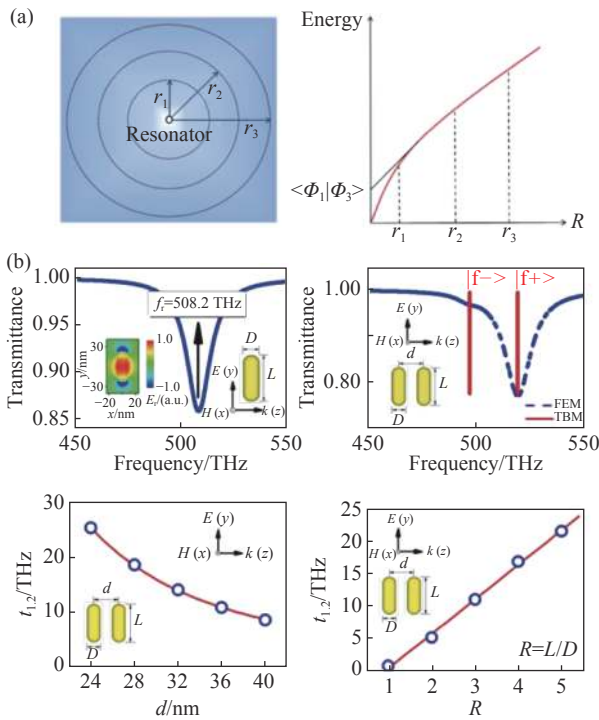 (a)
r1
r2
r3
Resonator
Energy
<Φ1|Φ3>
r1
r2
r3
R
(b)
1.00
0.95
0.90
0.85
Transmittance
fr=508.2 THz
30
−30
−20
20
y/nm
x/nm
1.0
−1.0
Er/(a.u.)
D
L
E (y)
H (x)
k (z)
450
500
550
Frequency/THz
|f−>
|f+>
1.00
0.90
0.80
Transmittance
E (y)
H (x)
k (z)
d
L
D
FEM
TBM
450
500
550
Frequency/THz
30
20
10
0
t1.2/THz
E (y)
H (x)
k (z)
d
L
D
24
28
32
36
40
d/nm
25
20
15
10
5
0
t1.2/THz
E (y)
H (x)
k (z)
d
L
D
R=L/D
1
2
3
4
5
R